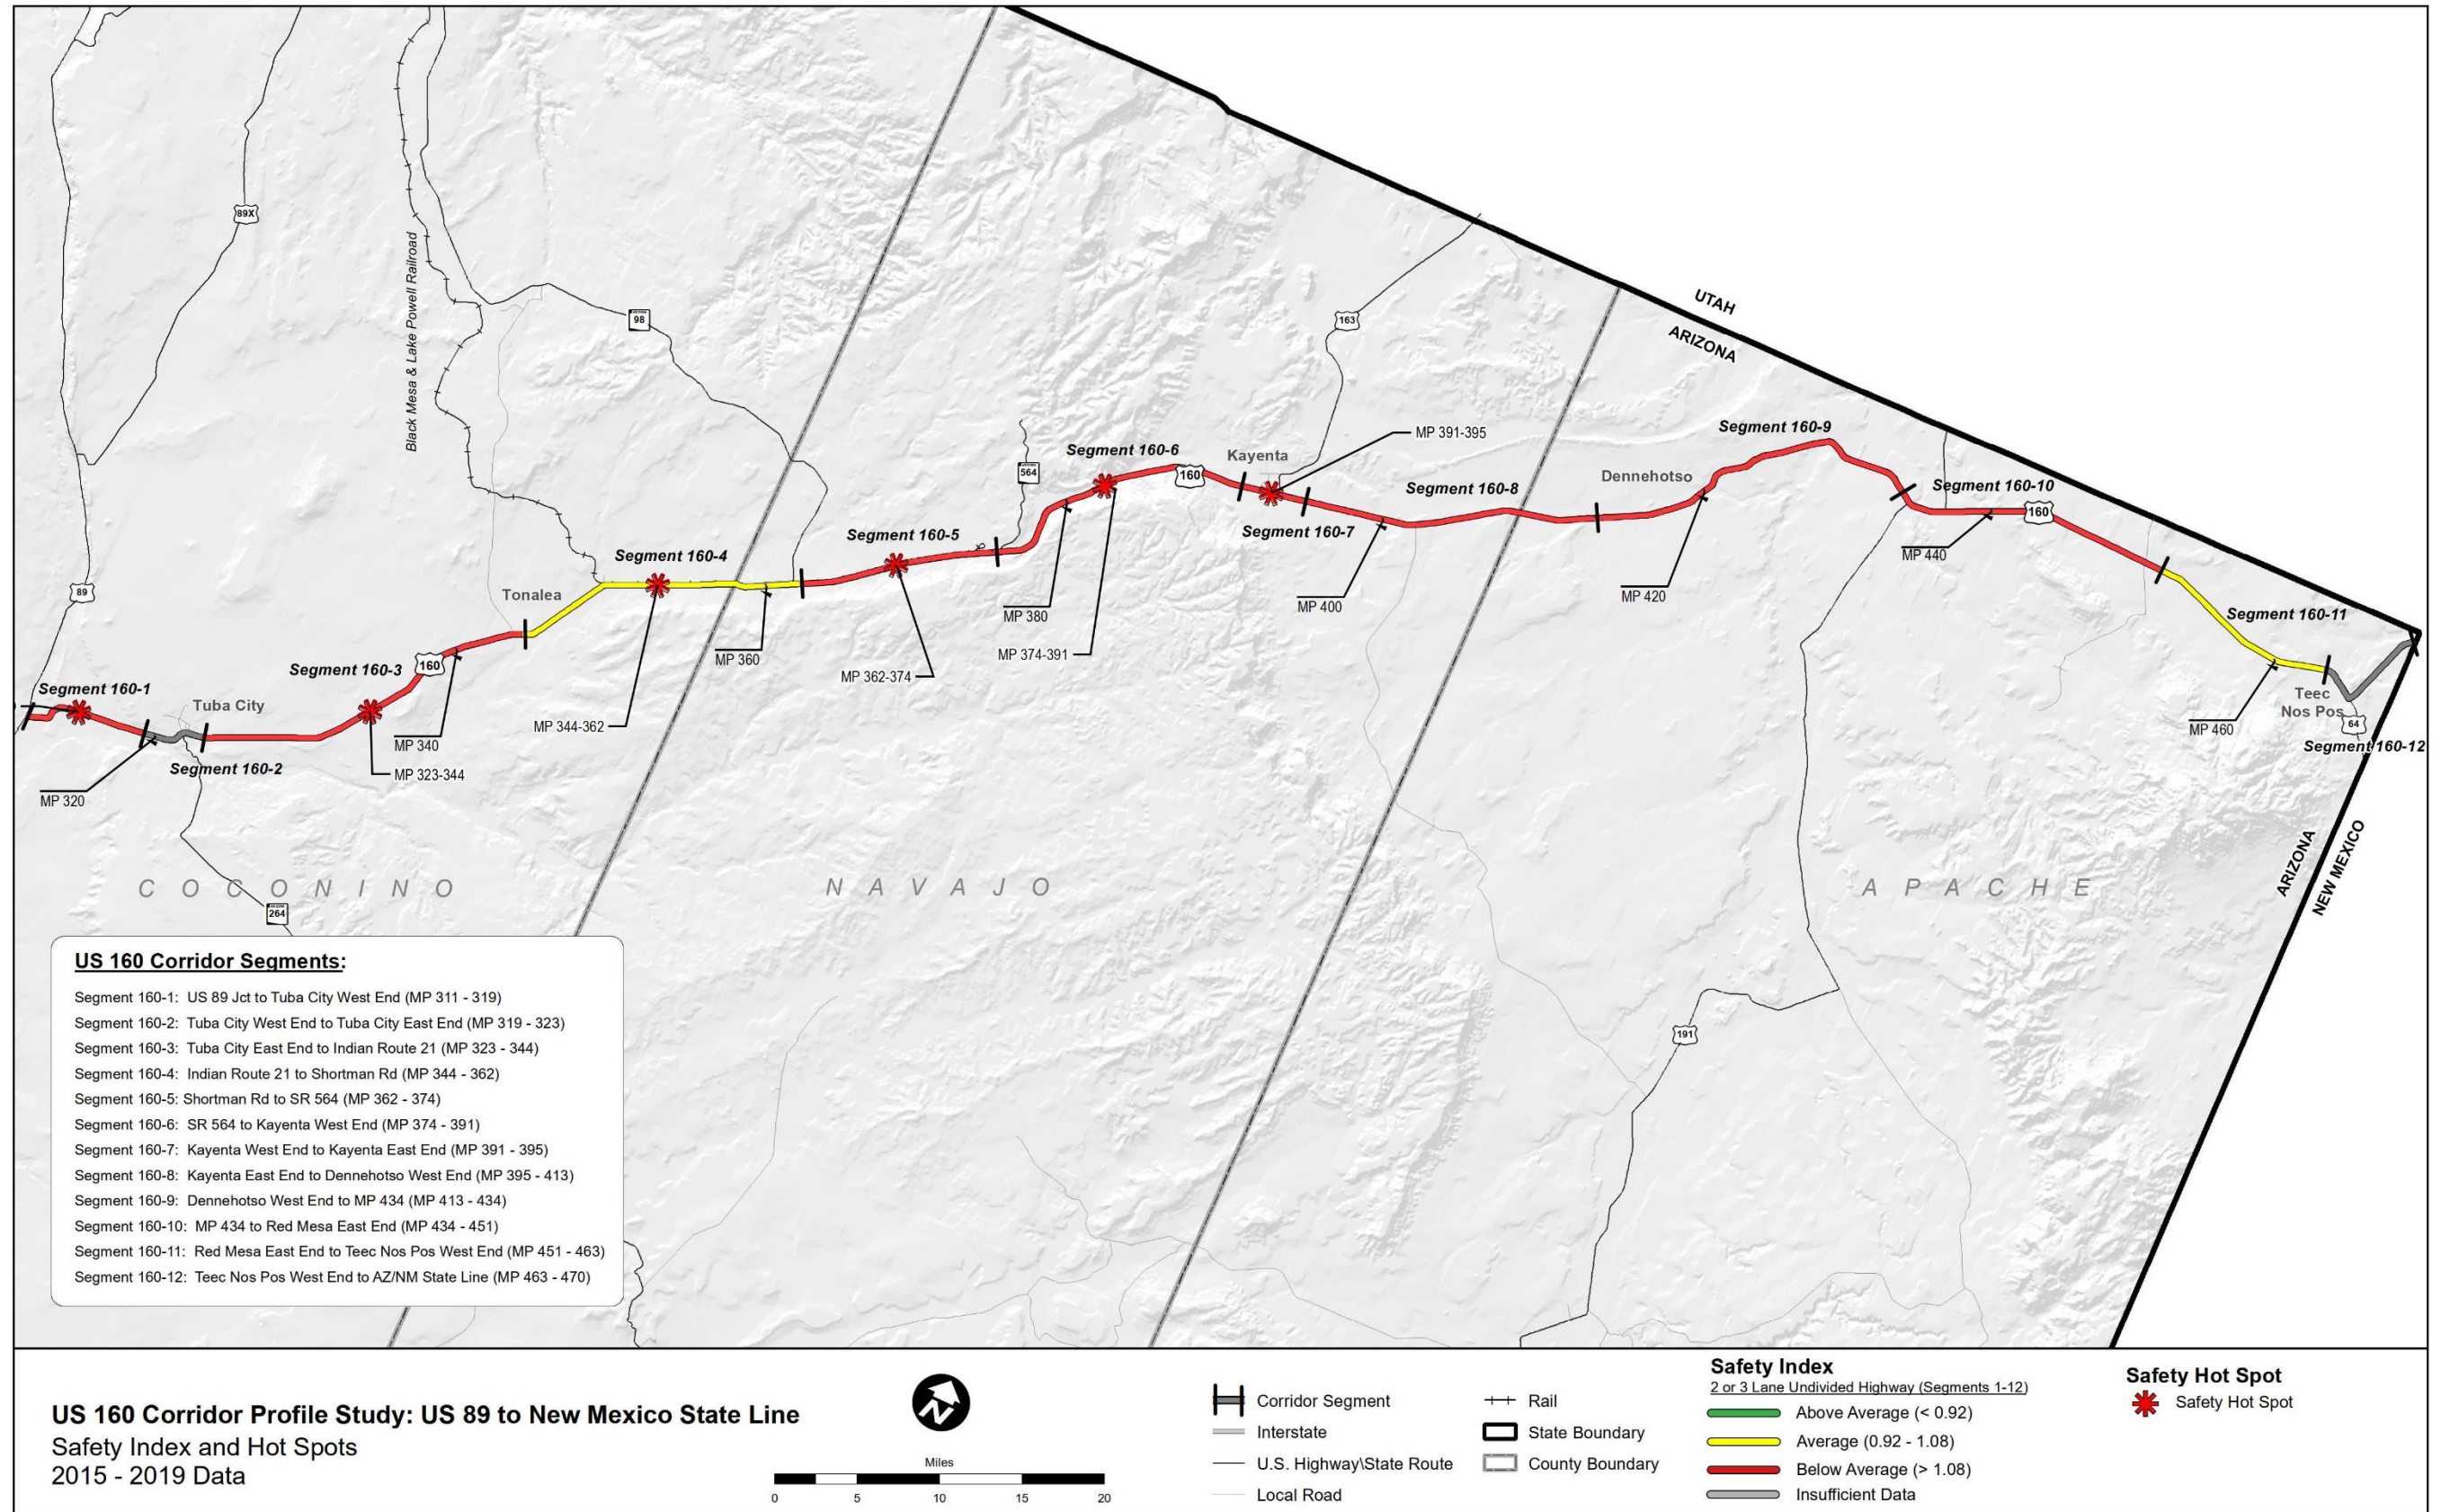 89X
Black Mesa & Lake Powell Railroad
98
163
UTAH
ARIZONA
MP 391-395
Segment 160-9
Segment 160-6
Kayenta
564
160
Dennehotso
Segment 160-8
Segment 160-10
160
Segment 160-5
Segment 160-7
Segment 160-4
MP 440
89
Tonalea
MP 380
MP 400
MP 420
Segment 160-11
MP 374-391
MP 360
160
Segment 160-3
MP 362-374
Segment 160-1
Tuba City
Teec
Nos Pos
64
MP 460
MP 344-362
MP 340
Segment 160-12
Segment 160-2
MP 323-344
MP 320
COCONINO
NAVAJO
APACHE
ARIZONA
NEW MEXICO
264
191
US 160 Corridor Segments:
Segment 160-1: US 89 Jct to Tuba City West End (MP 311 - 319)
Segment 160-2: Tuba City West End to Tuba City East End (MP 319 - 323)
Segment 160-3: Tuba City East End to Indian Route 21 (MP 323 - 344)
Segment 160-4: Indian Route 21 to Shortman Rd (MP 344 - 362)
Segment 160-5: Shortman Rd to SR 564 (MP 362 - 374)
Segment 160-6: SR 564 to Kayenta West End (MP 374 - 391)
Segment 160-7: Kayenta West End to Kayenta East End (MP 391 - 395)
Segment 160-8: Kayenta East End to Dennehotso West End (MP 395 - 413)
Segment 160-9: Dennehotso West End to MP 434 (MP 413 - 434)
Segment 160-10: MP 434 to Red Mesa East End (MP 434 - 451)
Segment 160-11: Red Mesa East End to Teec Nos Pos West End (MP 451 - 463)
Segment 160-12: Teec Nos Pos West End to AZ/NM State Line (MP 463 - 470)
US 160 Corridor Profile Study: US 89 to New Mexico State Line
Safety Index and Hot Spots
2015 - 2019 Data
N
Miles
0 5 10 15 20
Corridor Segment
Interstate
U.S. Highway\State Route
Local Road
Rail
State Boundary
County Boundary
Safety Index
2 or 3 Lane Undivided Highway (Segments 1-12)
Above Average (< 0.92)
Average (0.92 - 1.08)
Below Average (> 1.08)
Insufficient Data
Safety Hot Spot
Safety Hot Spot